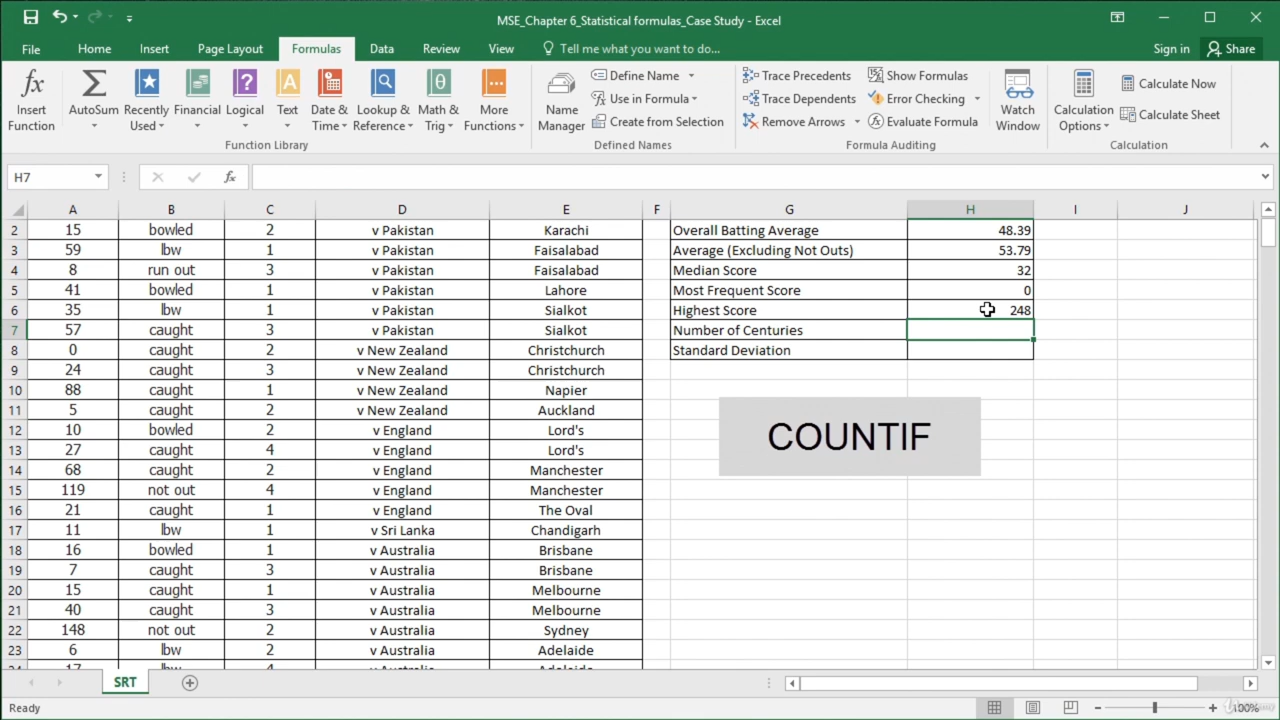 MSE_Chapter 6_Statistical formulas_Case Study - Excel
File Home Insert Page Layout Formulas Data Review View Tell me what you want to do... Sign in Share
Insert Function
AutoSum
Recently Used
Financial
Logical
Text
Date & Time
Lookup & Reference
Math & Trig
More Functions
Function Library
Name Manager
Define Name
Use in Formula
Create from Selection
Defined Names
Trace Precedents
Trace Dependents
Remove Arrows
Show Formulas
Error Checking
Evaluate Formula
Formula Auditing
Watch Window
Calculation Options
Calculate Now
Calculate Sheet
Calculation
H7 fx
A B C D E F G H I J
2 15 bowled 2 v Pakistan Karachi Overall Batting Average 48.39
3 59 lbw 1 v Pakistan Faisalabad Average (Excluding Not Outs) 53.79
4 8 run out 3 v Pakistan Faisalabad Median Score 32
5 41 bowled 1 v Pakistan Lahore Most Frequent Score 0
6 35 lbw 1 v Pakistan Sialkot Highest Score 248
7 57 caught 3 v Pakistan Sialkot Number of Centuries
8 0 caught 2 v New Zealand Christchurch Standard Deviation
9 24 caught 3 v New Zealand Christchurch
10 88 caught 1 v New Zealand Napier
11 5 caught 2 v New Zealand Auckland
12 10 bowled 2 v England Lord's
13 27 caught 4 v England Lord's
14 68 caught 2 v England Manchester
15 119 not out 4 v England Manchester
16 21 caught 1 v England The Oval
17 11 lbw 1 v Sri Lanka Chandigarh
18 16 bowled 1 v Australia Brisbane
19 7 caught 3 v Australia Brisbane
20 15 caught 1 v Australia Melbourne
21 40 caught 3 v Australia Melbourne
22 148 not out 2 v Australia Sydney
23 6 lbw 2 v Australia Adelaide
24 17 lbw 4 v Australia Adelaide
COUNTIF
SRT
Ready 100%